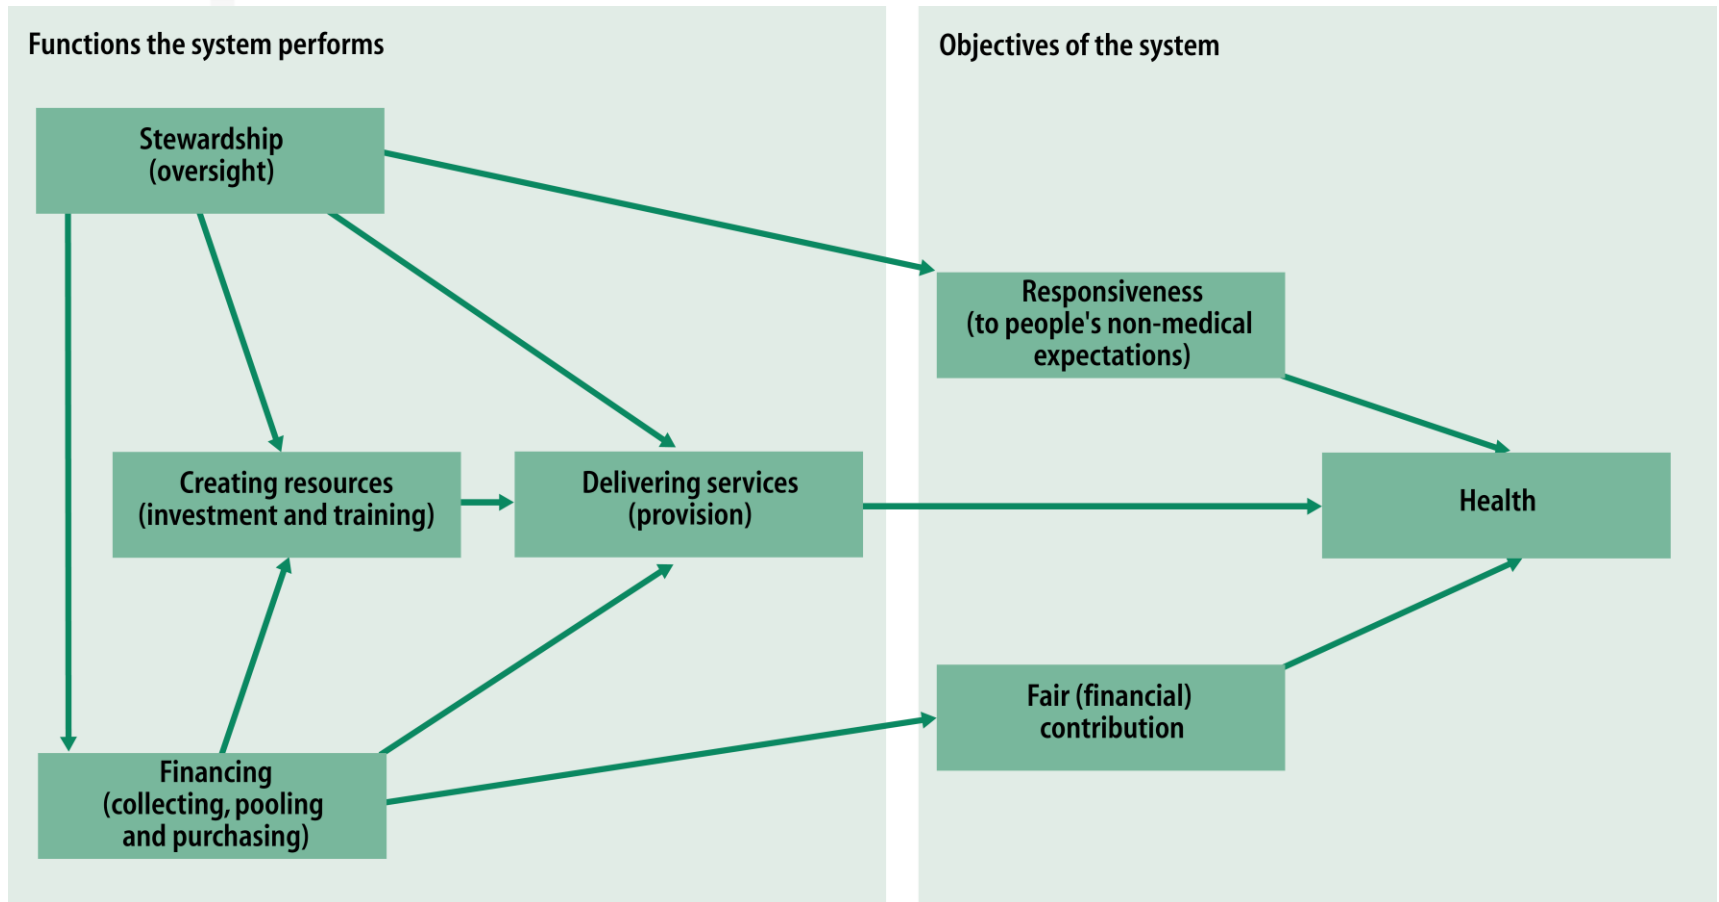 Functions the system performs
Objectives of the system
Stewardship
(oversight)
Responsiveness
(to people's non-medical
expectations)
Creating resources
(investment and training)
Delivering services
(provision)
Health
Fair (financial)
contribution
Financing
(collecting, pooling
and purchasing)